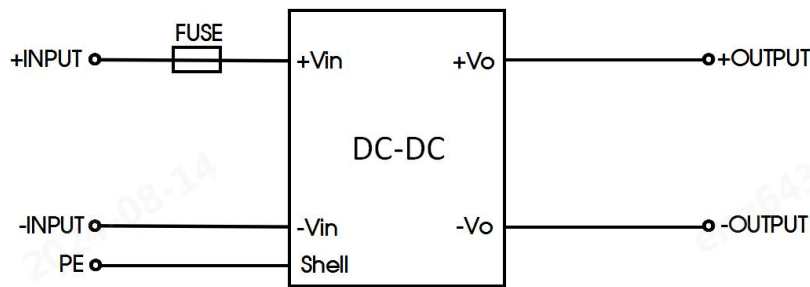 FUSE
+INPUT +Vin +Vo +OUTPUT
DC-DC
-INPUT -Vin -Vo -OUTPUT
PE Shell